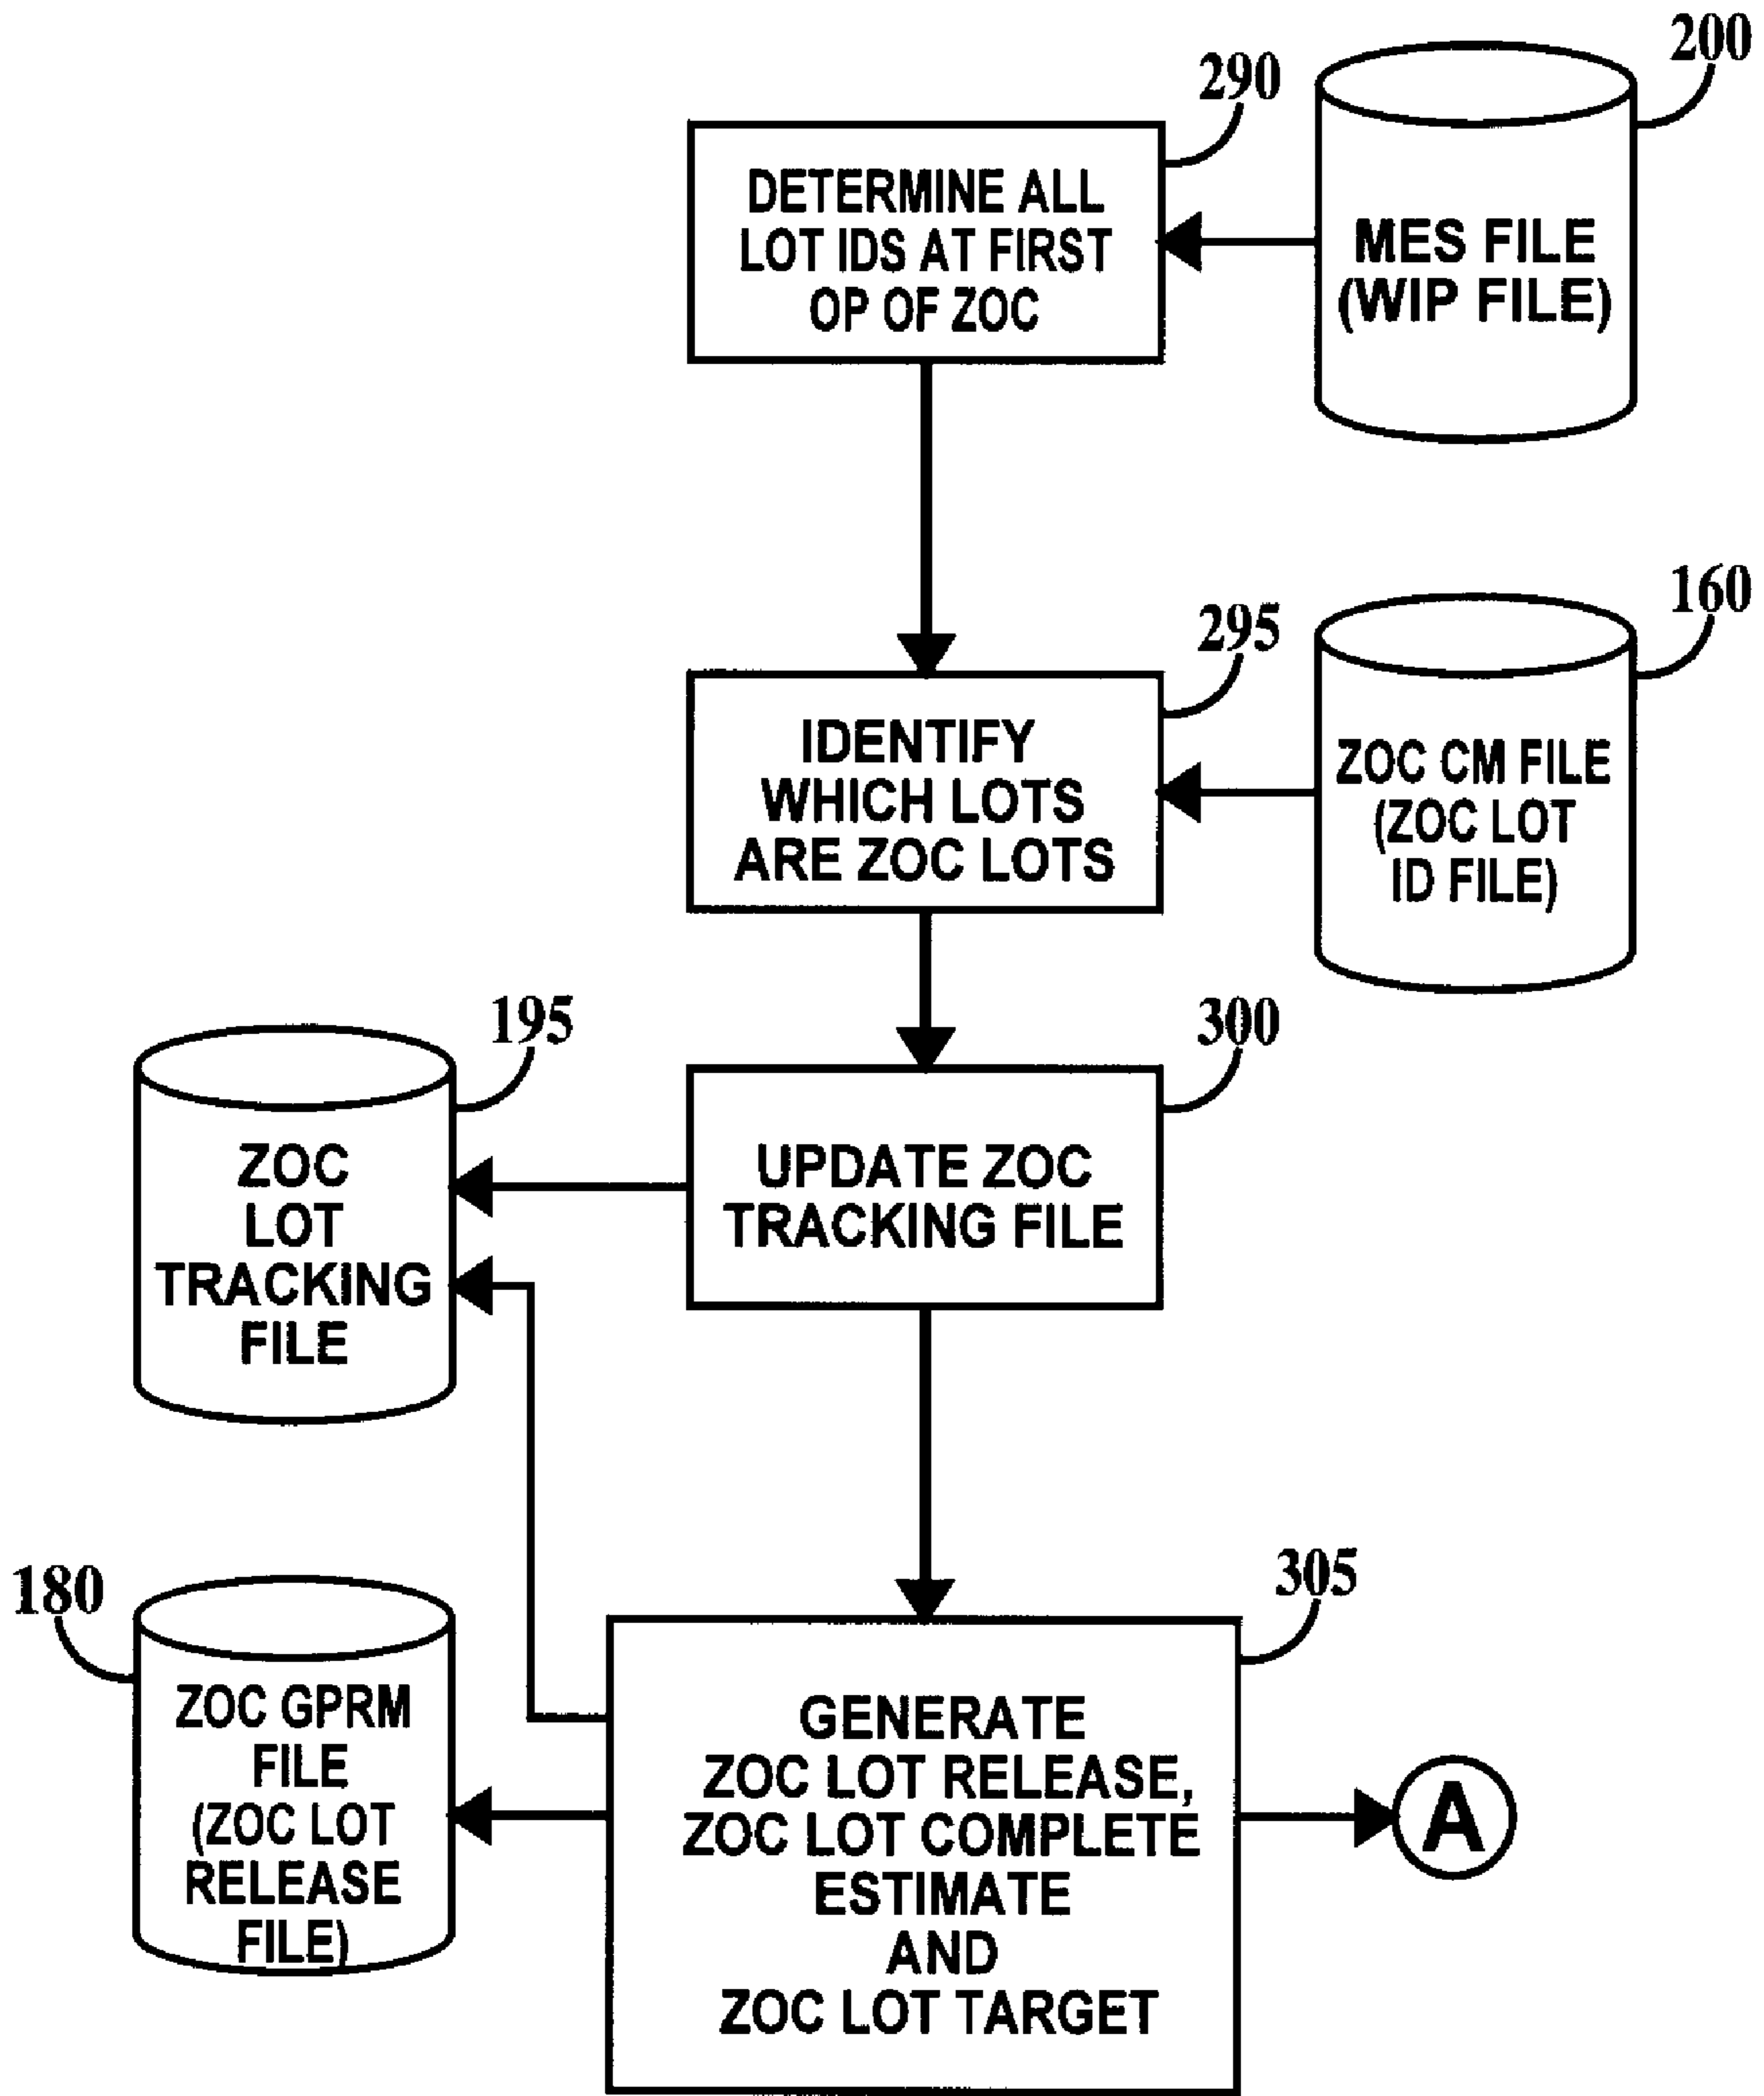 200
290
DETERMINE ALL
LOT IDS AT FIRST
OP OF ZOC
MES FILE
(WIP FILE)
160
295
IDENTIFY
WHICH LOTS
ARE ZOC LOTS
ZOC CM FILE
(ZOC LOT
ID FILE)
195
300
ZOC
LOT
TRACKING
FILE
UPDATE ZOC
TRACKING FILE
180
305
ZOC GPRM
FILE
(ZOC LOT
RELEASE
FILE)
GENERATE
ZOC LOT RELEASE,
ZOC LOT COMPLETE
ESTIMATE
AND
ZOC LOT TARGET
A